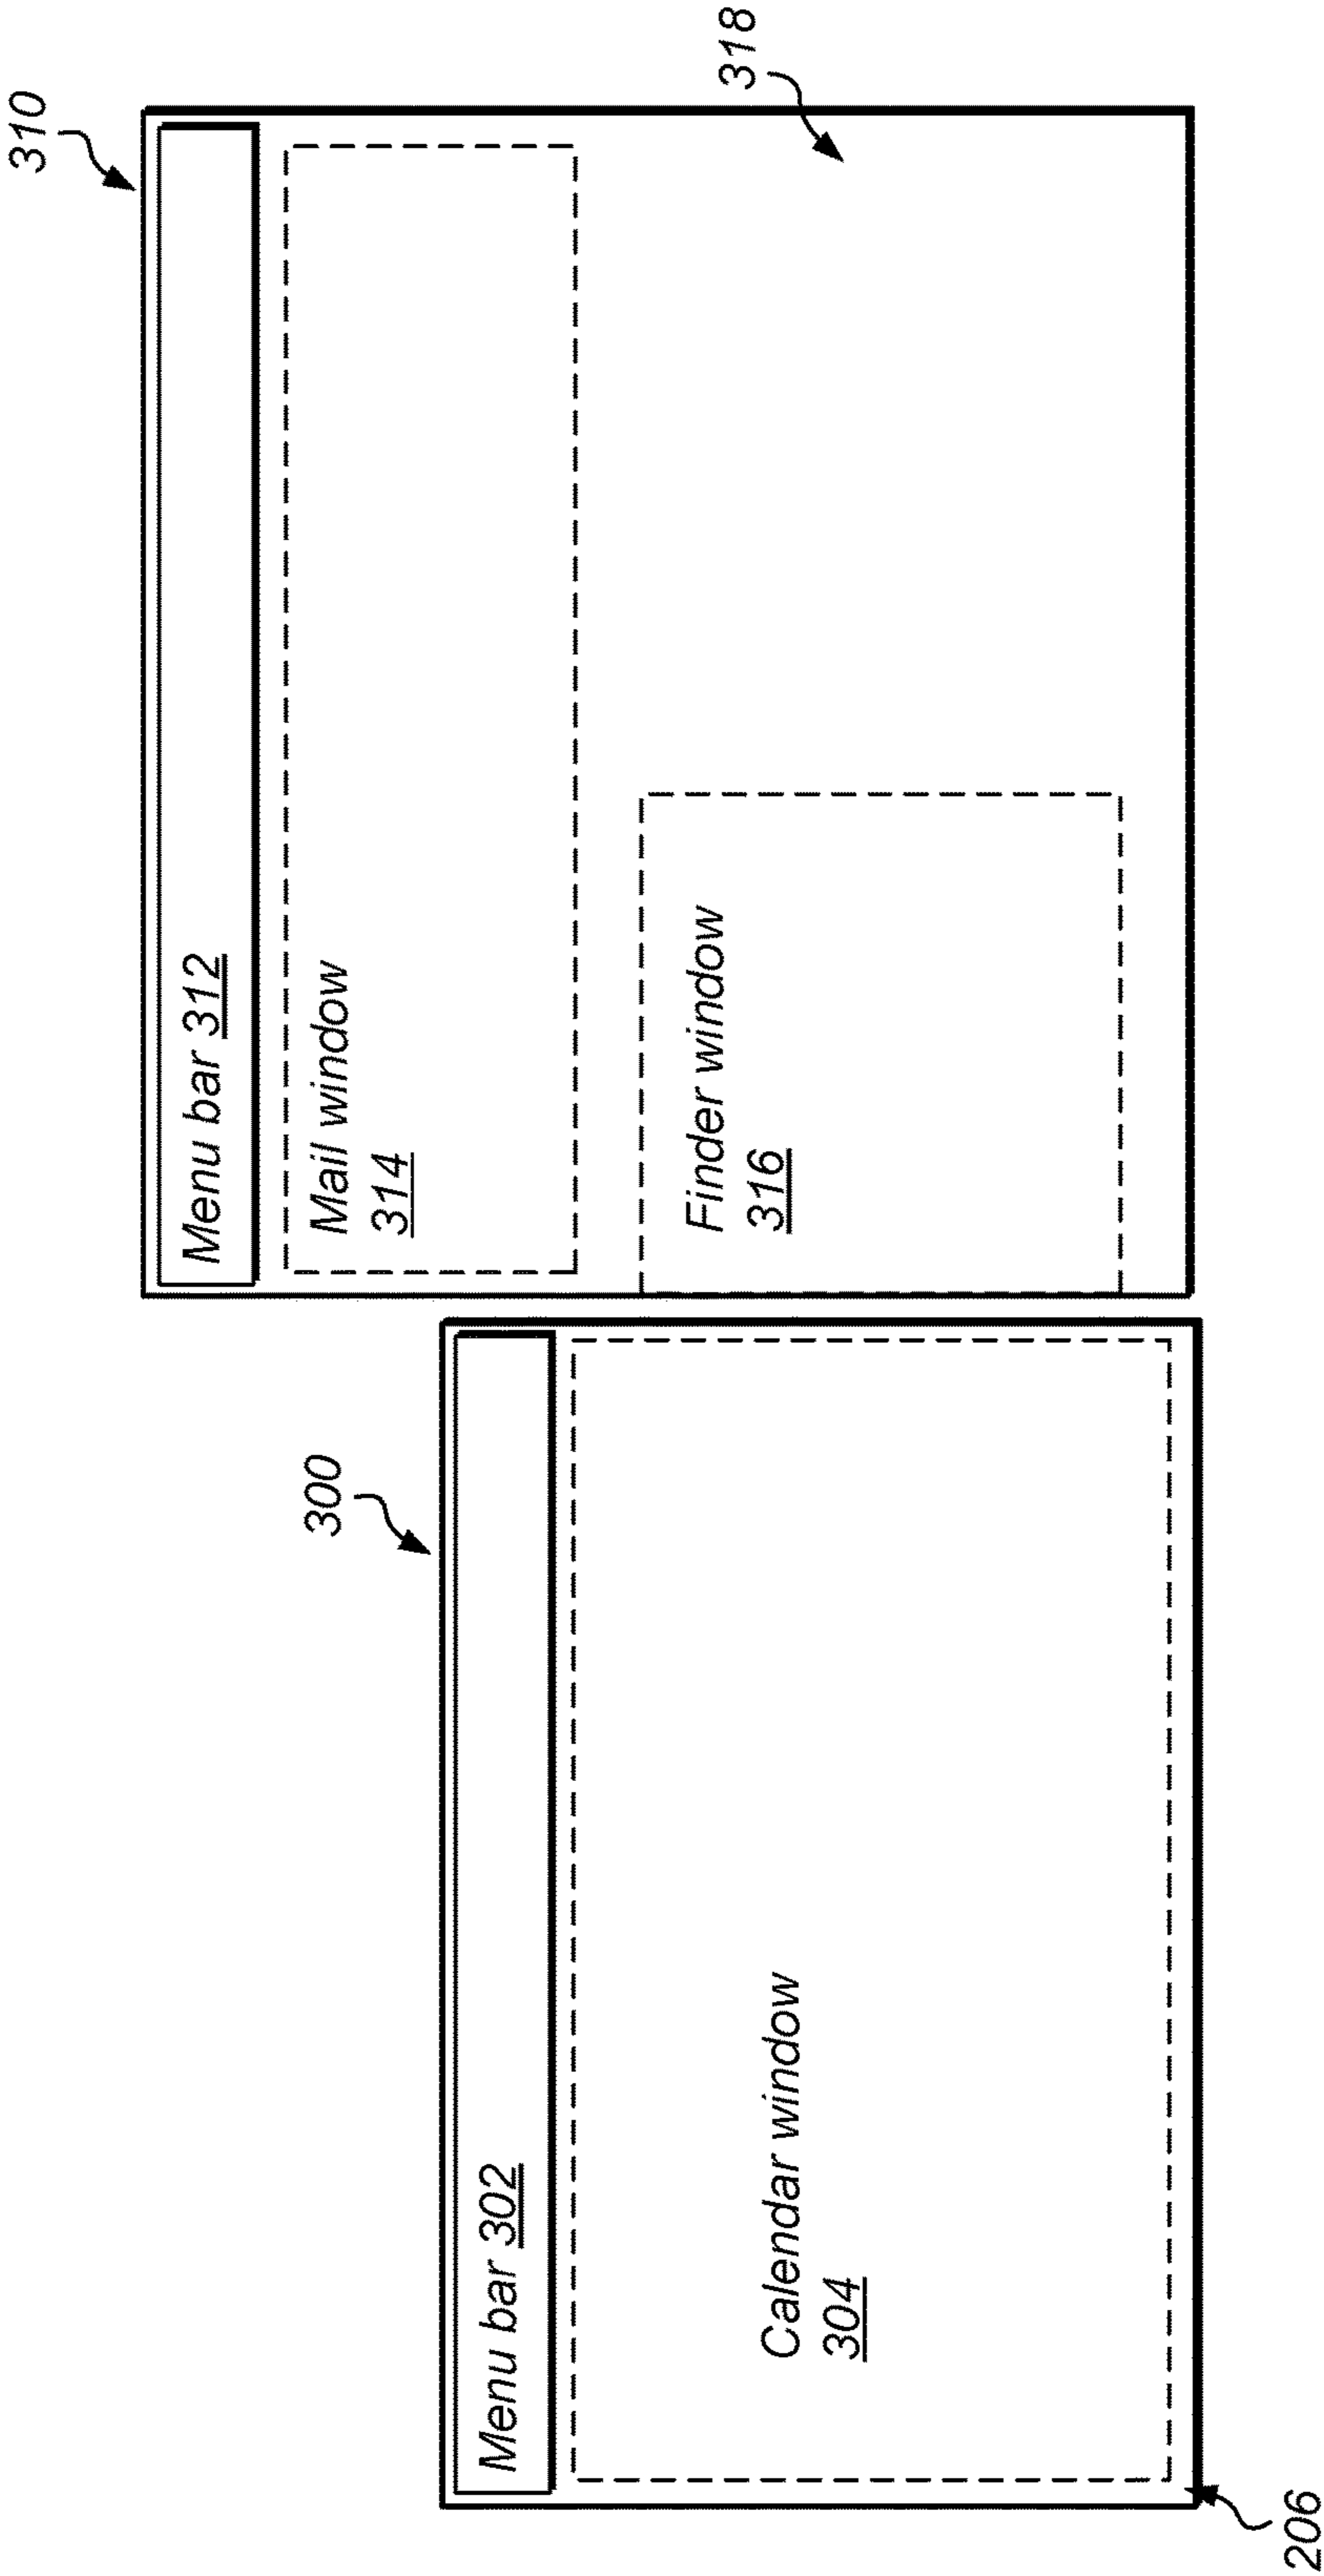 310
300
Menu bar 302
Menu bar 312
Calendar window
304
Mail window
314
Finder window
316
318
206